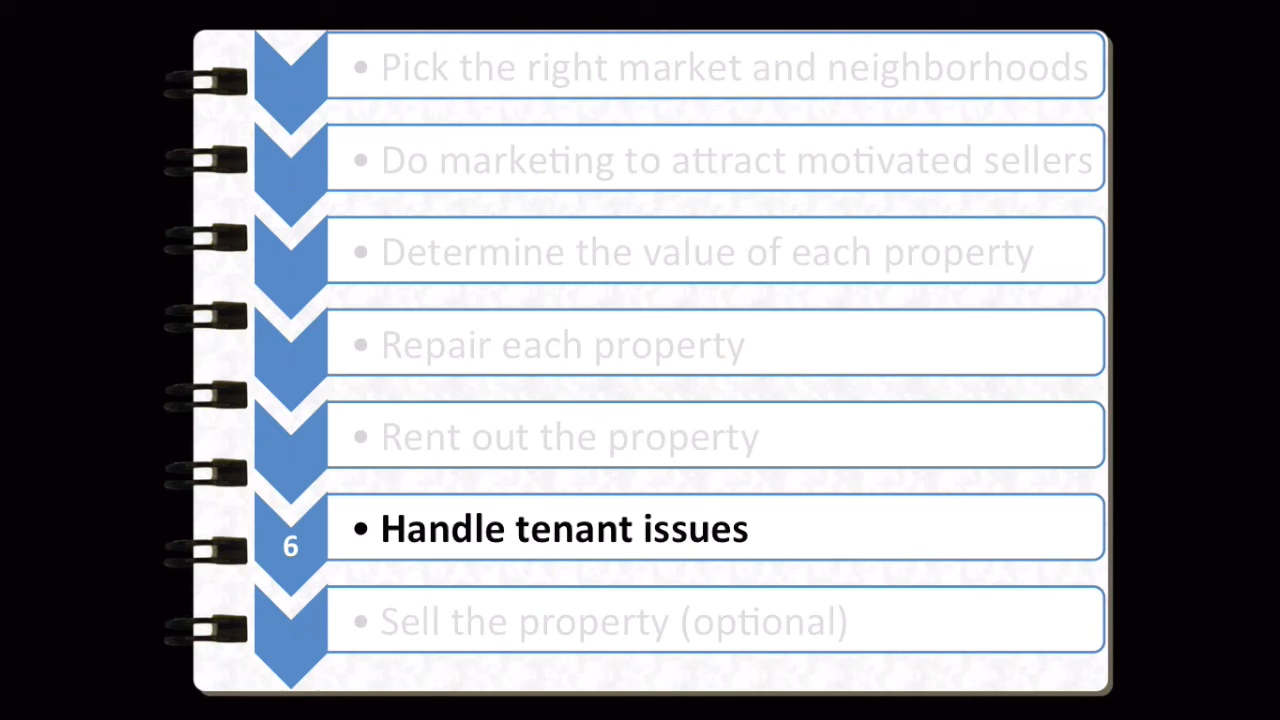 • Pick the right market and neighborhoods
• Do marketing to attract motivated sellers
• Determine the value of each property
• Repair each property
• Rent out the property
6 • Handle tenant issues
• Sell the property (optional)